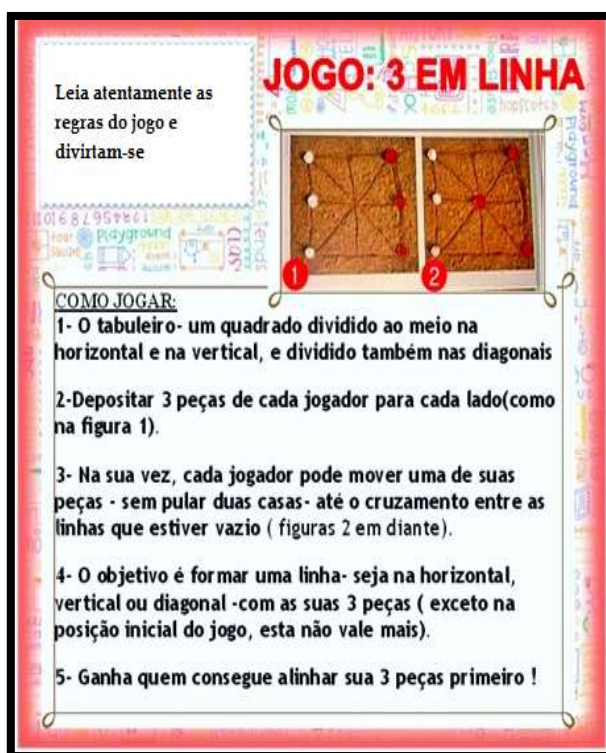 Leia atentamente as
regras do jogo e
divirtam-se
JOGO: 3 EM LINHA
1
2
COMO JOGAR:
1- O tabuleiro- um quadrado dividido ao meio na
horizontal e na vertical, e dividido também nas diagonais
2-Depositar 3 peças de cada jogador para cada lado(como
na figura 1).
3- Na sua vez, cada jogador pode mover uma de suas
peças - sem pular duas casas- até o cruzamento entre as
linhas que estiver vazio ( figuras 2 em diante).
4- O objetivo é formar uma linha- seja na horizontal,
vertical ou diagonal -com as suas 3 peças ( exceto na
posição inicial do jogo, esta não vale mais).
5- Ganha quem consegue alinhar sua 3 peças primeiro !
playground
hopscotch
Playground